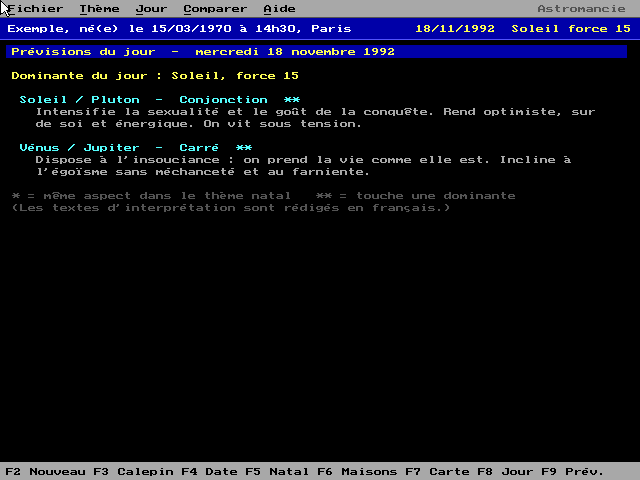 Fichier  Thème  Jour  Comparer  Aide  Astromancie
Exemple, né(e) le 15/03/1970 à 14h30, Paris  18/11/1992  Soleil force 15
Prévisions du jour  -  mercredi 18 novembre 1992
Dominante du jour : Soleil, force 15
Soleil / Pluton  -  Conjonction  **
Intensifie la sexualité et le goût de la conquête. Rend optimiste, sur
de soi et énergique. On vit sous tension.
Vénus / Jupiter  -  Carré  **
Dispose à l'insouciance : on prend la vie comme elle est. Incline à
l'égoïsme sans méchanceté et au farniente.
* = même aspect dans le thème natal   ** = touche une dominante
(Les textes d'interprétation sont rédigés en français.)
F2 Nouveau F3 Calepin F4 Date F5 Natal F6 Maisons F7 Carte F8 Jour F9 Prév.